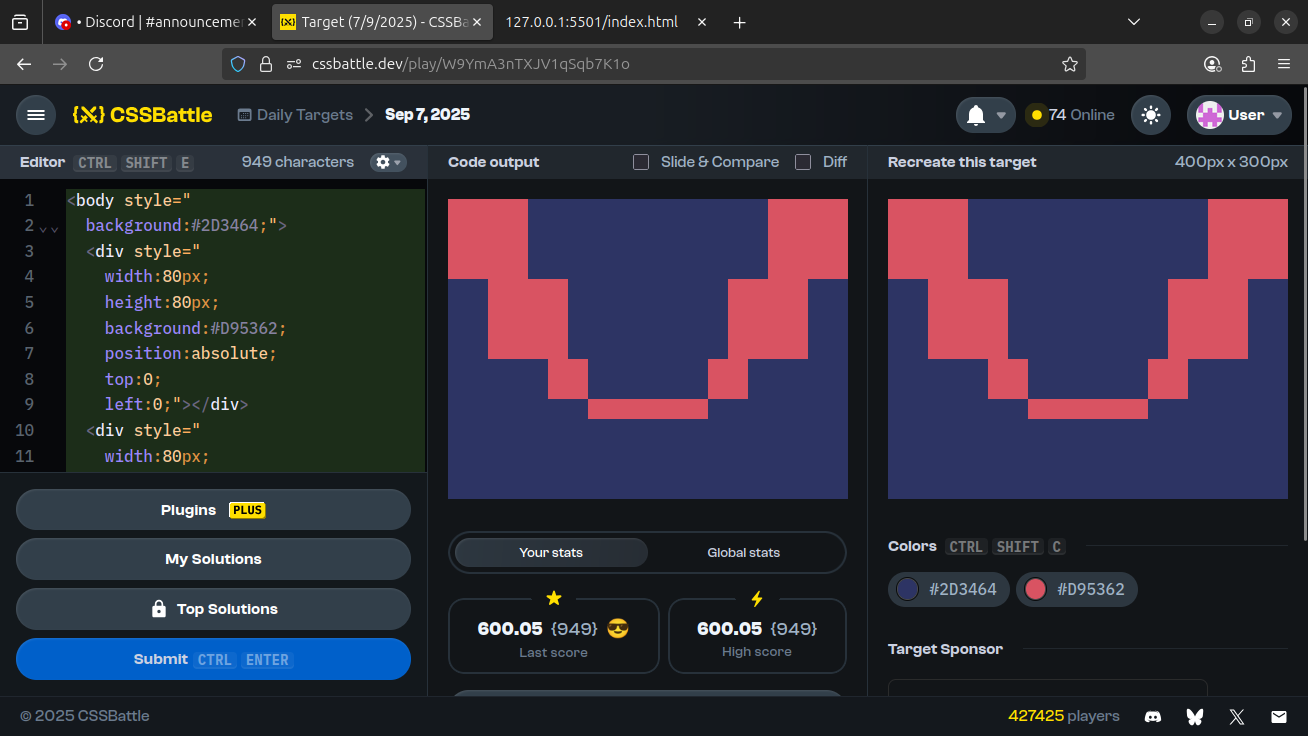 • Discord | #announcemer
Target (7/9/2025) - CSSBa
127.0.0.1:5501/index.html
cssbattle.dev/play/W9YmA3nTXJV1qSqb7K1o
CSSBattle
Daily Targets
Sep 7, 2025
74 Online
User
Editor CTRL SHIFT E
949 characters
Code output
Slide & Compare
Diff
Recreate this target
400px x 300px
1 <body style="
2 background:#2D3464;">
3 <div style="
4 width:80px;
5 height:80px;
6 background:#D95362;
7 position:absolute;
8 top:0;
9 left:0;"></div>
10 <div style="
11 width:80px;
Plugins PLUS
My Solutions
Top Solutions
Submit CTRL ENTER
Your stats
Global stats
600.05 {949} 😎
Last score
600.05 {949}
High score
Colors CTRL SHIFT C
#2D3464
#D95362
Target Sponsor
© 2025 CSSBattle
427425 players